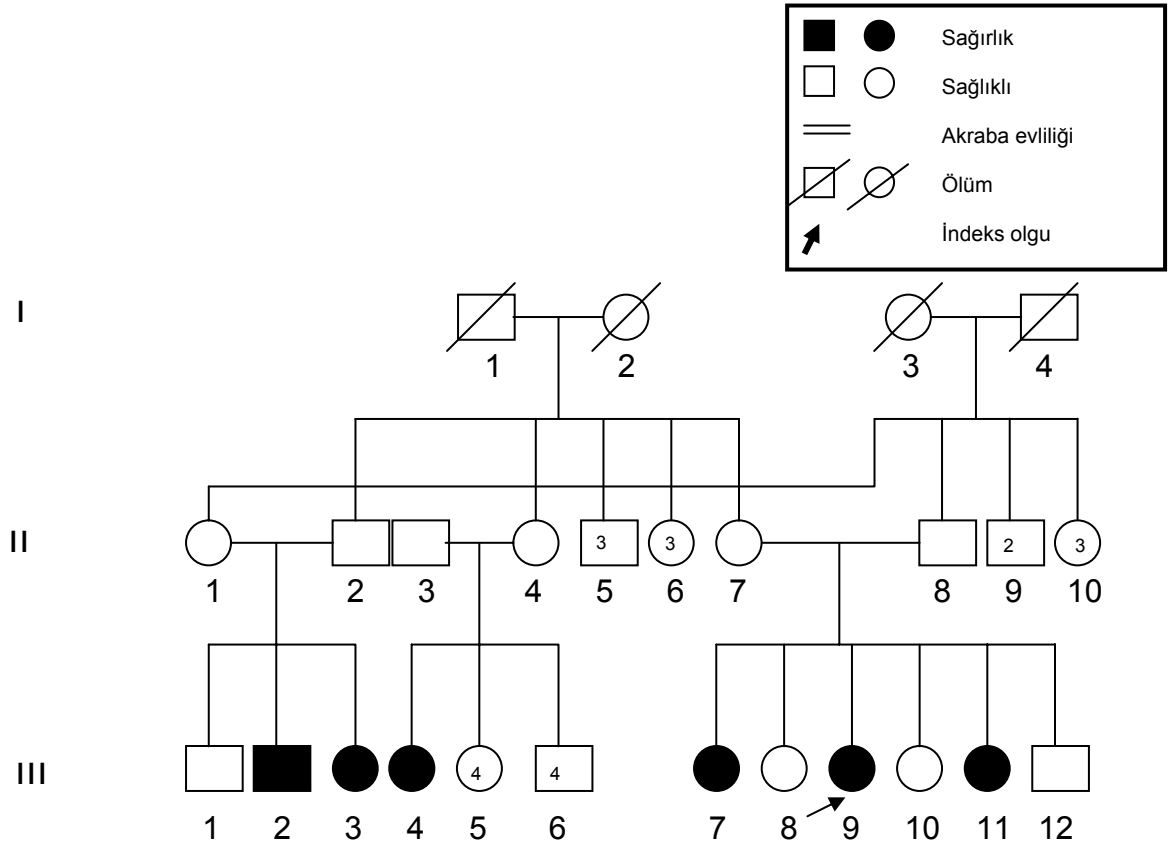 Sağırlık
Sağlıklı
Akraba evliliği
Ölüm
İndeks olgu
I
1 2 3 4
II
3 3 2 3
1 2 3 4 5 6 7 8 9 10
III
4 4
1 2 3 4 5 6 7 8 9 10 11 12